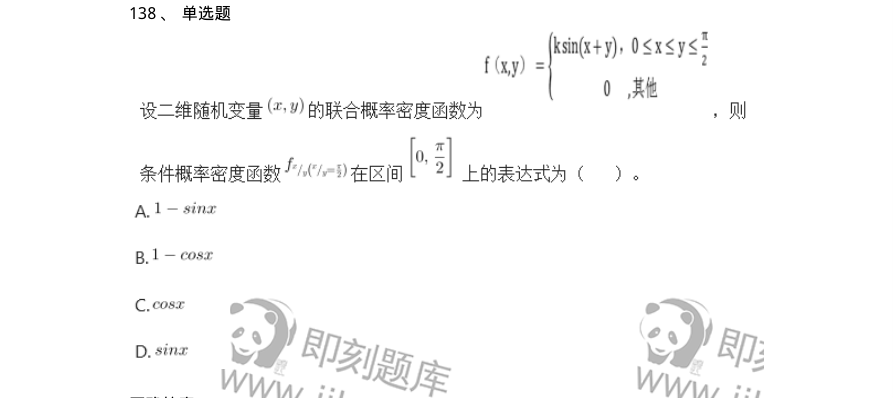 138 、 单选题
设二维随机变量 (x, y) 的联合概率密度函数为 f (x,y) = {ksin(x+y), 0≤x≤y≤π/2
0 ,其他 ，则
条件概率密度函数 f x/y(x/y=π/2) 在区间 [0, π/2] 上的表达式为（ ）。
A. 1 − sinx
B. 1 − cosx
C. cosx
D. sinx
即刻题库 即
www. www.